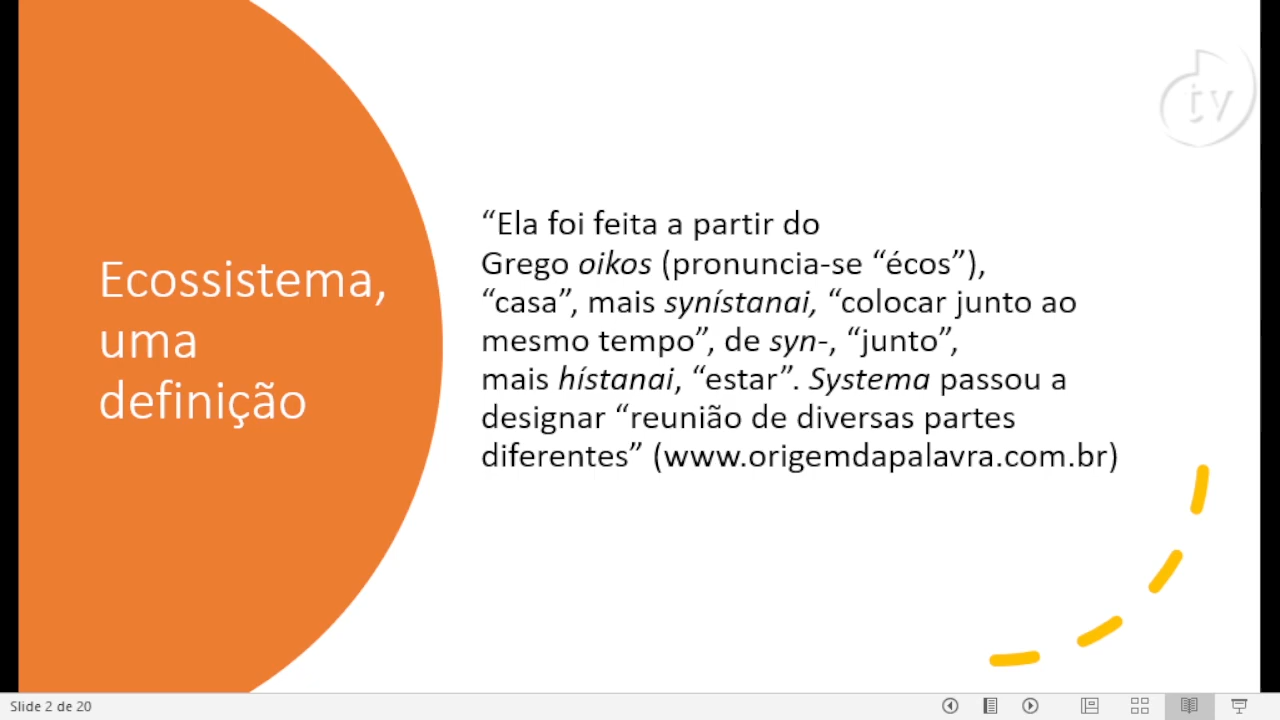 tv
Ecossistema,
uma
definição
“Ela foi feita a partir do
Grego oikos (pronuncia-se “écos”),
“casa”, mais synístanai, “colocar junto ao
mesmo tempo”, de syn-, “junto”,
mais hístanai, “estar”. Systema passou a
designar “reunião de diversas partes
diferentes” (www.origemdapalavra.com.br)
Slide 2 de 20